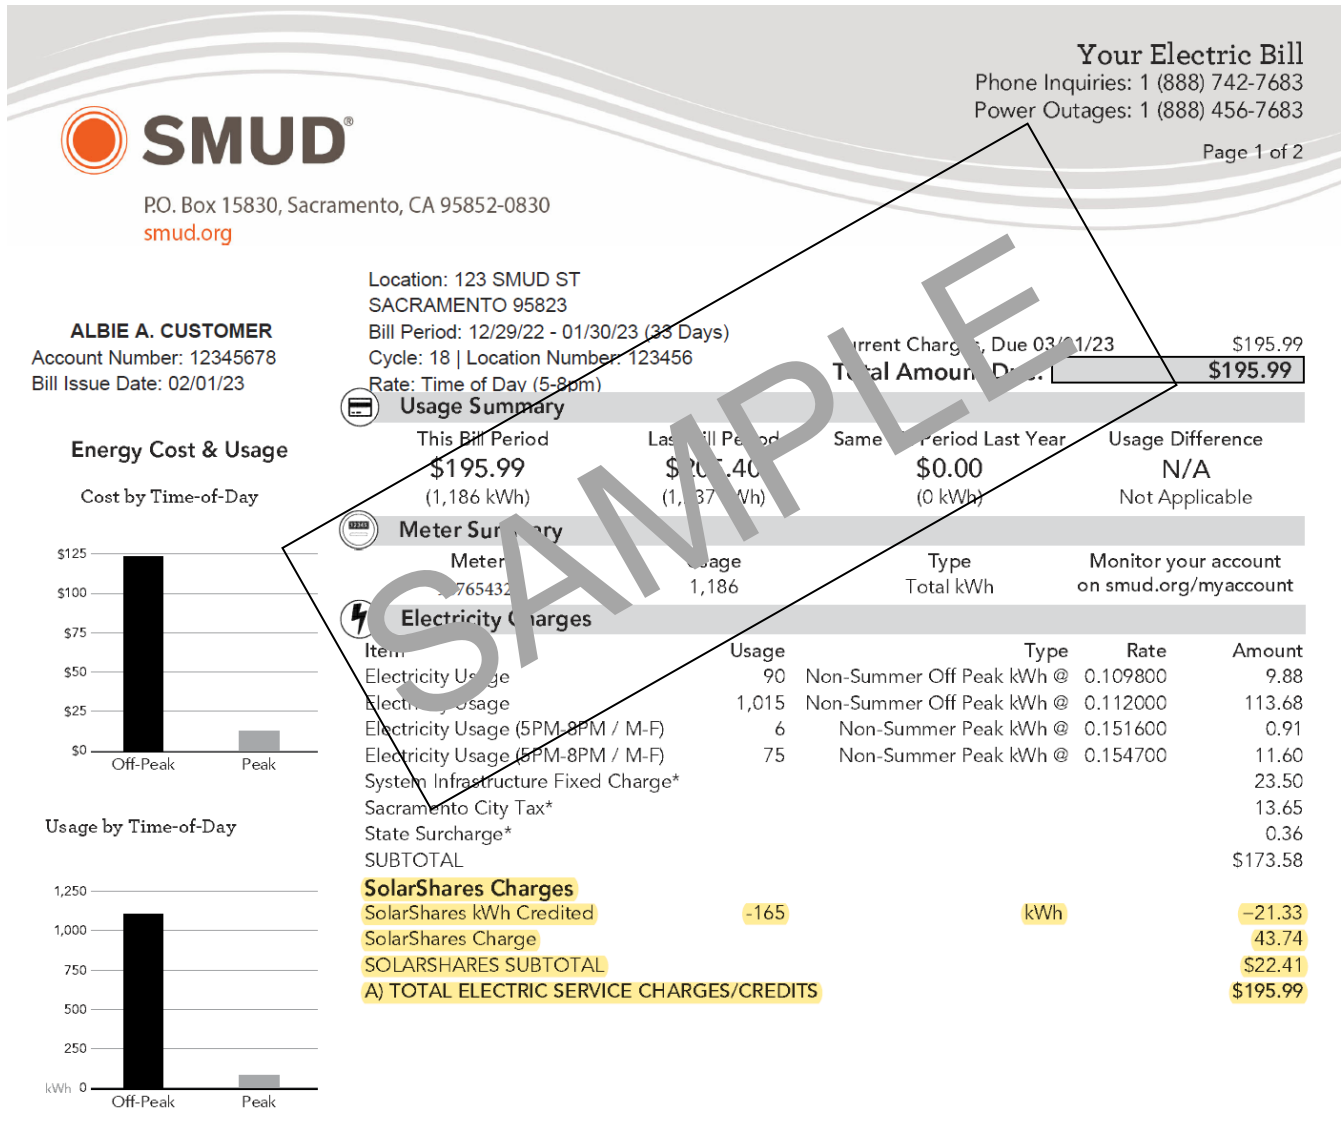 Your Electric Bill
Phone Inquiries: 1 (888) 742-7683
Power Outages: 1 (888) 456-7683
Page 1 of 2
SMUD®
P.O. Box 15830, Sacramento, CA 95852-0830
smud.org
Location: 123 SMUD ST
SACRAMENTO 95823
Bill Period: 12/29/22 - 01/30/23 (33 Days)
Cycle: 18 | Location Number: 123456
Rate: Time of Day (5-8pm)
ALBIE A. CUSTOMER
Account Number: 12345678
Bill Issue Date: 02/01/23
Charges, Due $195.99
Total Amount Due: $195.99
SAMPLE
Usage Summary
This Bill Period Last Bill Period Same Period Last Year Usage Difference
$195.99 $0.00 N/A
(1,186 kWh) (0 kWh) Not Applicable
Meter Summary
Meter Usage Type Monitor your account
1,186 Total kWh on smud.org/myaccount
Electricity Charges
Item Usage Type Rate Amount
Electricity Usage 90 Non-Summer Off Peak kWh @ 0.109800 9.88
Electricity Usage 1,015 Non-Summer Off Peak kWh @ 0.112000 113.68
Electricity Usage (5PM-8PM / M-F) 6 Non-Summer Peak kWh @ 0.151600 0.91
Electricity Usage (5PM-8PM / M-F) 75 Non-Summer Peak kWh @ 0.154700 11.60
System Infrastructure Fixed Charge* 23.50
Sacramento City Tax* 13.65
State Surcharge* 0.36
SUBTOTAL $173.58
SolarShares Charges
SolarShares kWh Credited -165 kWh −21.33
SolarShares Charge 43.74
SOLARSHARES SUBTOTAL $22.41
A) TOTAL ELECTRIC SERVICE CHARGES/CREDITS $195.99
Energy Cost & Usage
Cost by Time-of-Day
$125
$100
$75
$50
$25
$0
Off-Peak Peak
Usage by Time-of-Day
1,250
1,000
750
500
250
kWh 0
Off-Peak Peak